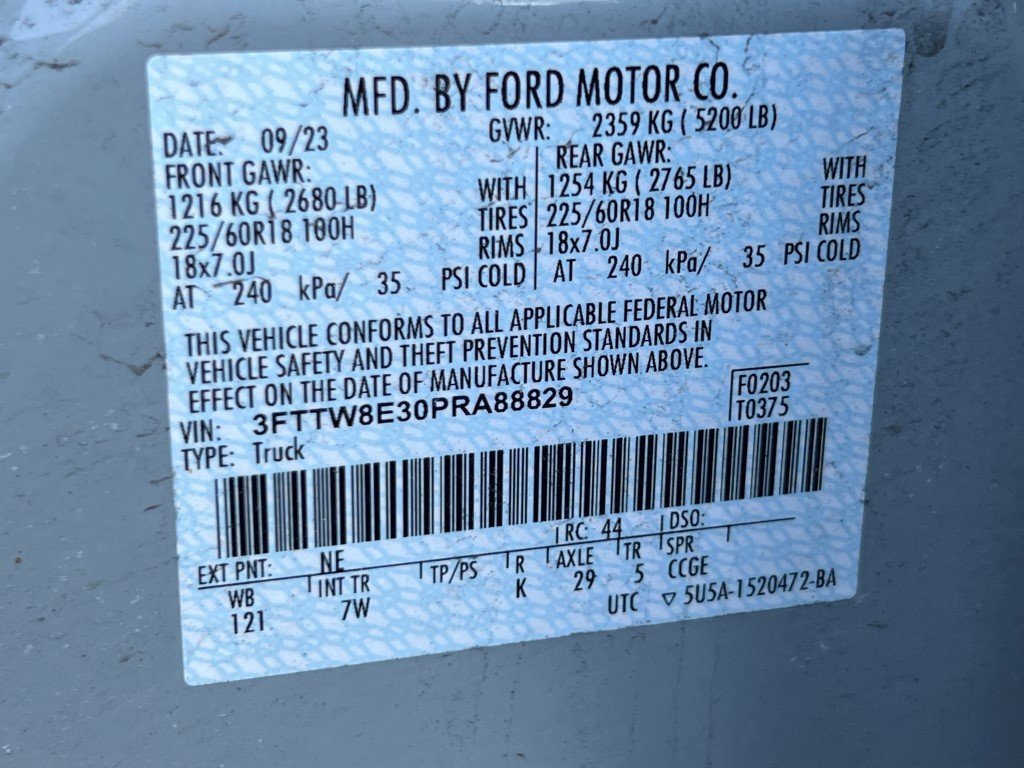 MFD. BY FORD MOTOR CO.
DATE: 09/23 GVWR: 2359 KG ( 5200 LB)
FRONT GAWR: REAR GAWR:
1216 KG ( 2680 LB) WITH 1254 KG ( 2765 LB) WITH
225/60R18 100H TIRES 225/60R18 100H TIRES
18x7.0J RIMS 18x7.0J RIMS
AT 240 kPa/ 35 PSI COLD AT 240 kPa/ 35 PSI COLD
THIS VEHICLE CONFORMS TO ALL APPLICABLE FEDERAL MOTOR
VEHICLE SAFETY AND THEFT PREVENTION STANDARDS IN
EFFECT ON THE DATE OF MANUFACTURE SHOWN ABOVE.
VIN: 3FTTW8E30PRA88829 F0203
TYPE: Truck T0375
EXT PNT: NE RC: 44 DSO:
WB INT TR TP/PS R AXLE TR SPR
121 7W K 29 5 CCGE
UTC ▽ 5U5A-1520472-BA